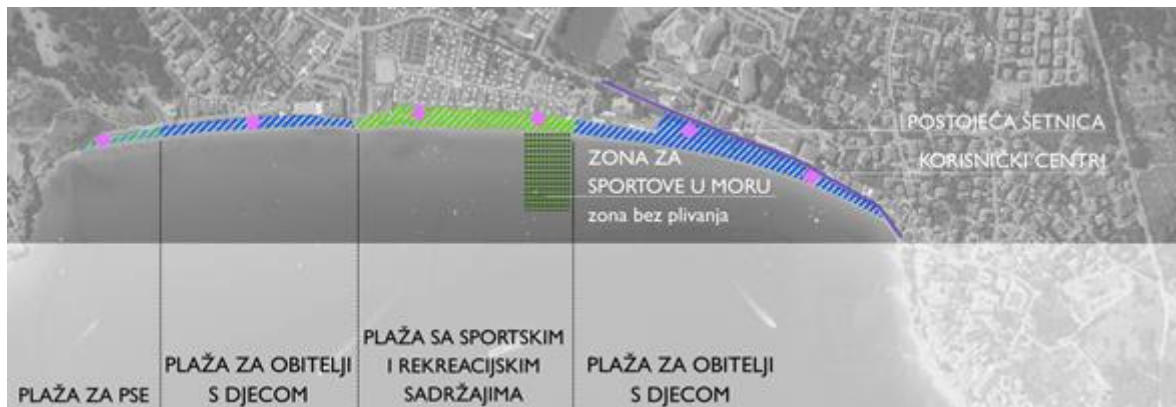 POSTOJEĆA ŠETNICA
KORISNIČKI CENTRI
ZONA ZA
SPORTOVE U MORU
zona bez plivanja
PLAŽA ZA PSE
PLAŽA ZA OBITELJI
S DJECOM
PLAŽA SA SPORTSKIM
I REKREACIJSKIM
SADRŽAJIMA
PLAŽA ZA OBITELJI
S DJECOM